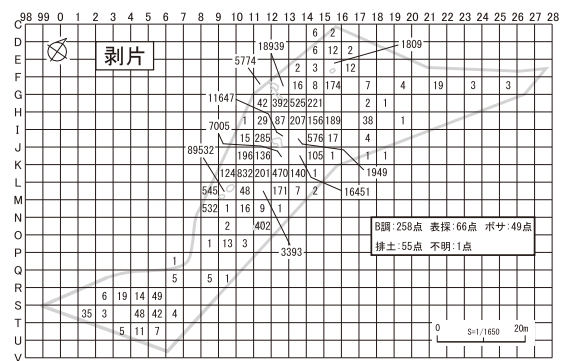 98 99 0 1 2 3 4 5 6 7 8 9 10 11 12 13 14 15 16 17 18 19 20 21 22 23 24 25 26 27 28
C
6 2
D
剥片 18939 6 12 2 1809
E
5774 2 3 12
F
16 8 174 7 4 19 3 3
G
11647 42 392 525 221 2 1
H
1 29 87 207 156 189 38 1
I
7005 15 285 576 17 4
J
89532 196 136 105 1 1 1
K
124 832 201 470 140 1 1949
L
545 48 171 7 2 16451
M
532 1 16 9 1
N
2 402 B調:258点 表採:66点 ボサ:49点
O
1 13 3 3393 排土:55点 不明:1点
P
1
Q
5 5 1
R
6 19 14 49
S
35 3 48 42 4 0 S=1/1650 20m
T
5 11 7
U
V